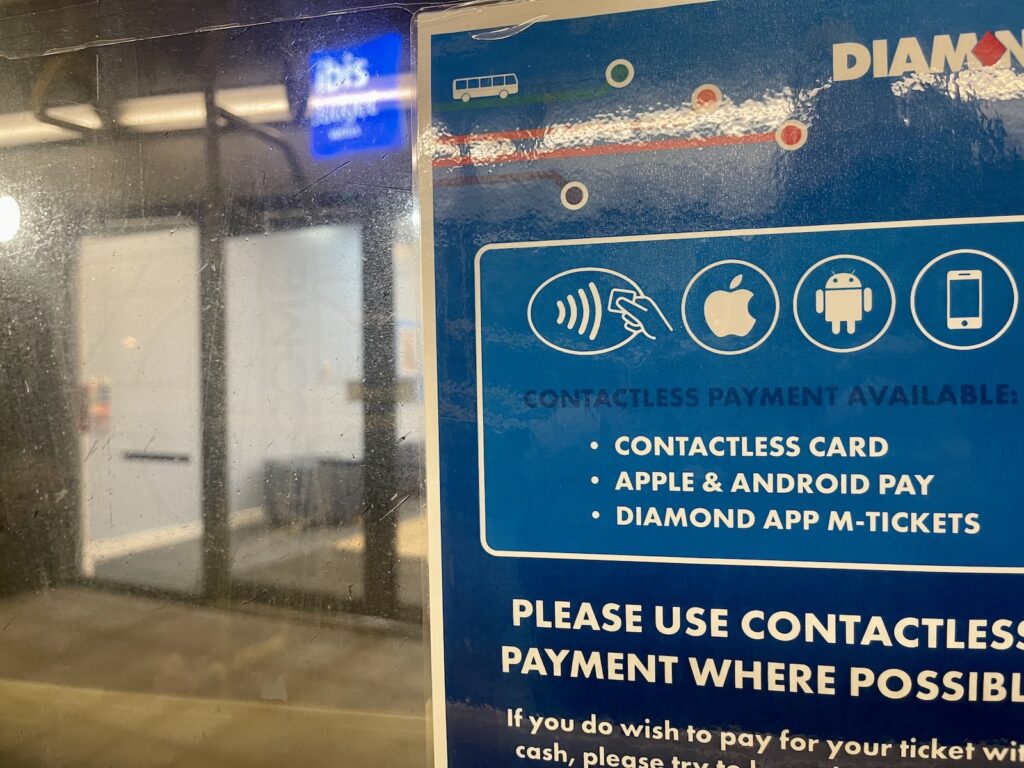 ibis
budget
DIAMON
CONTACTLESS PAYMENT AVAILABLE:
• CONTACTLESS CARD
• APPLE & ANDROID PAY
• DIAMOND APP M-TICKETS
PLEASE USE CONTACTLESS
PAYMENT WHERE POSSIBL
If you do wish to pay for your ticket wit
cash, please try to